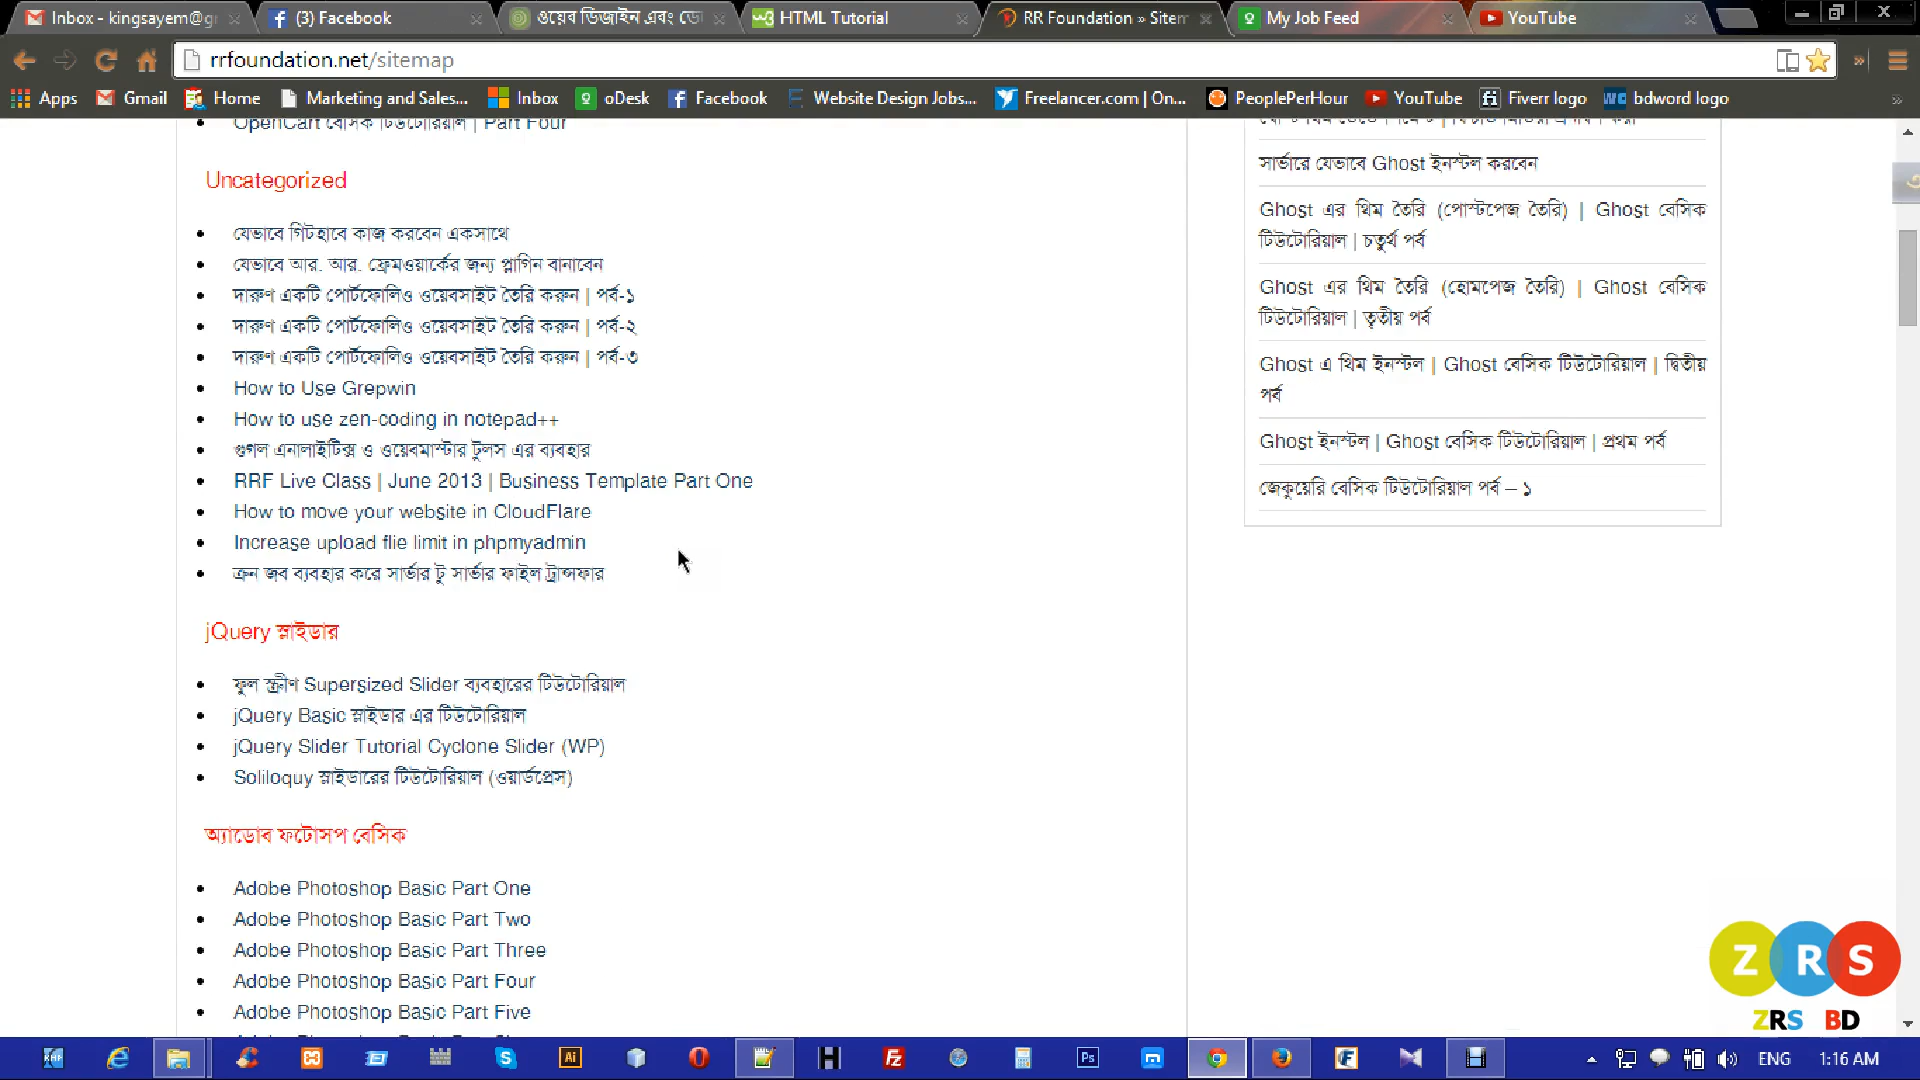 Inbox - kingsayem@g
(3) Facebook
ওয়েব ডিজাইন এবং ডে
HTML Tutorial
RR Foundation » Sitem
My Job Feed
YouTube
rrfoundation.net/sitemap
Apps
Gmail
Home
Marketing and Sales...
Inbox
oDesk
Facebook
Website Design Jobs...
Freelancer.com | On...
YouTube
PeoplePerHour
Fiverr logo
bdword logo
OpenCart বেসিক টিউটোরিয়াল | Part Four
Uncategorized
যেভাবে গিটহাবে কাজ করবেন একসাথে
যেভাবে আর. আর. ফ্রেমওয়ার্কের জন্য প্লাগিন বানাবেন
দারুণ একটি পোর্টফোলিও ওয়েবসাইট তৈরি করুন | পর্ব-১
দারুণ একটি পোর্টফোলিও ওয়েবসাইট তৈরি করুন | পর্ব-২
দারুণ একটি পোর্টফোলিও ওয়েবসাইট তৈরি করুন | পর্ব-৩
How to Use Grepwin
How to use zen-coding in notepad++
গুগল এনালাইটিক্স ও ওয়েবমাস্টার টুলস এর ব্যবহার
RRF Live Class | June 2013 | Business Template Part One
How to move your website in CloudFlare
Increase upload flie limit in phpmyadmin
ক্রন জব ব্যবহার করে সার্ভার টু সার্ভার ফাইল ট্রান্সফার
jQuery স্লাইডার
ফুল স্ক্রীণ Supersized Slider ব্যবহারের টিউটোরিয়াল
jQuery Basic স্লাইডার এর টিউটোরিয়াল
jQuery Slider Tutorial Cyclone Slider (WP)
Soliloquy স্লাইডারের টিউটোরিয়াল (ওয়ার্ডপ্রেস)
অ্যাডোব ফটোসপ বেসিক
Adobe Photoshop Basic Part One
Adobe Photoshop Basic Part Two
Adobe Photoshop Basic Part Three
Adobe Photoshop Basic Part Four
Adobe Photoshop Basic Part Five
সার্ভারে যেভাবে Ghost ইনস্টল করবেন
Ghost এর থিম তৈরি (পোস্টপেজ তৈরি) | Ghost বেসিক
টিউটোরিয়াল | চতুর্থ পর্ব
Ghost এর থিম তৈরি (হোমপেজ তৈরি) | Ghost বেসিক
টিউটোরিয়াল | তৃতীয় পর্ব
Ghost এ থিম ইনস্টল | Ghost বেসিক টিউটোরিয়াল | দ্বিতীয়
পর্ব
Ghost ইনস্টল | Ghost বেসিক টিউটোরিয়াল | প্রথম পর্ব
জেকুয়েরি বেসিক টিউটোরিয়াল পর্ব – ১
ZRS
ZRS BD
ENG
1:16 AM